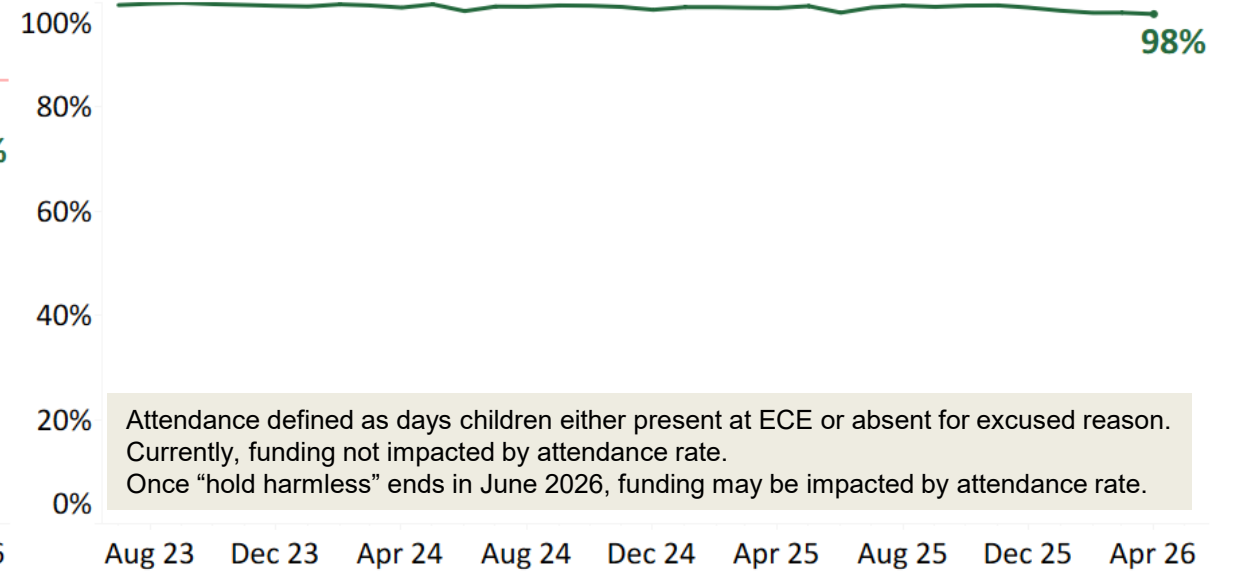 100%
98%
80%
%
60%
40%
20%
Attendance defined as days children either present at ECE or absent for excused reason.
Currently, funding not impacted by attendance rate.
Once “hold harmless” ends in June 2026, funding may be impacted by attendance rate.
0%
Aug 23 Dec 23 Apr 24 Aug 24 Dec 24 Apr 25 Aug 25 Dec 25 Apr 26